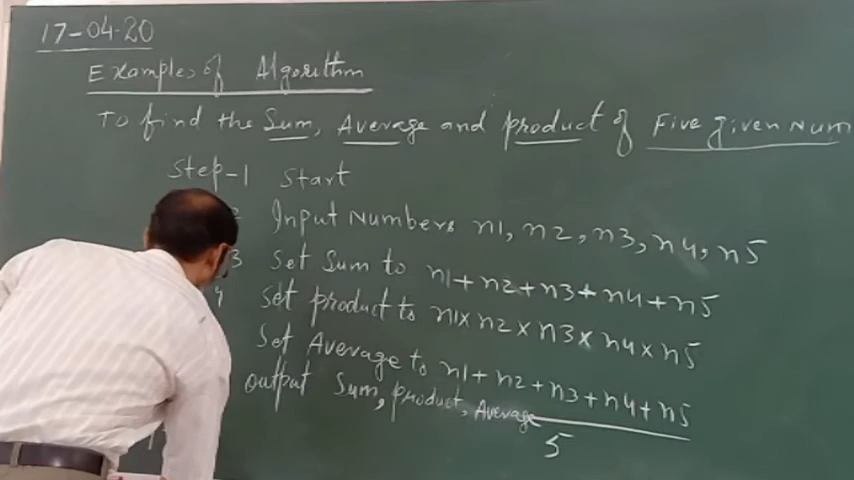 17-04-20
Examples of Algorithm
To find the Sum, Average and product of Five given Num
Step-1 Start
2 Input Numbers n1, n2, n3, n4, n5
3 Set Sum to n1+n2+n3+n4+n5
4 Set product to n1×n2×n3×n4×n5
Set Average to n1+n2+n3+n4+n5
5
output Sum, product, Average